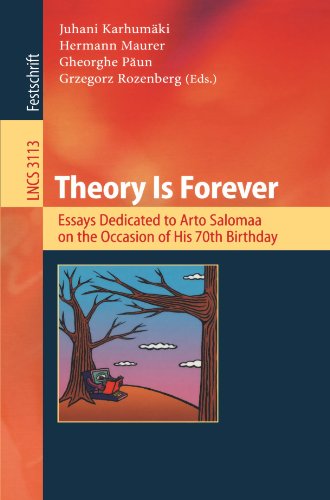 Juhani Karhumäki
Hermann Maurer
Gheorghe Păun
Grzegorz Rozenberg (Eds.)
Festschrift
LNCS 3113
Theory Is Forever
Essays Dedicated to Arto Salomaa
on the Occasion of His 70th Birthday